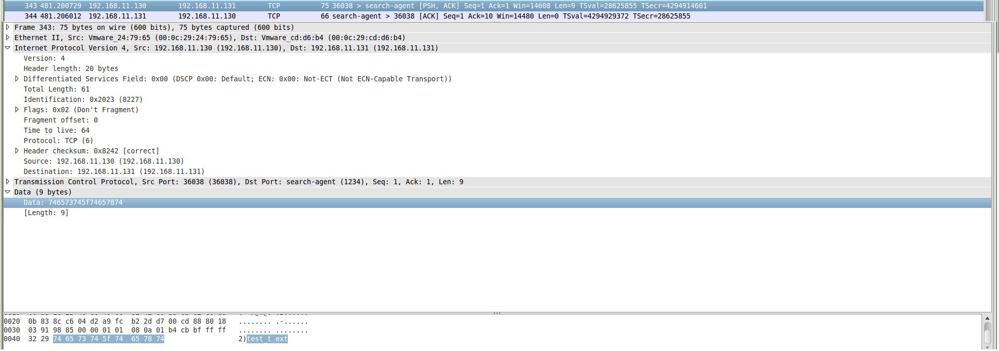 343 481.200729 192.168.11.130 192.168.11.131 TCP 75 36038 > search-agent [PSH, ACK] Seq=1 Ack=1 Win=14608 Len=9 TSval=28625855 TSecr=4294914601
344 481.206012 192.168.11.131 192.168.11.130 TCP 66 search-agent > 36038 [ACK] Seq=1 Ack=10 Win=14480 Len=0 TSval=4294929372 TSecr=28625855
Frame 343: 75 bytes on wire (600 bits), 75 bytes captured (600 bits)
Ethernet II, Src: Vmware_24:79:65 (00:0c:29:24:79:65), Dst: Vmware_cd:d6:b4 (00:0c:29:cd:d6:b4)
Internet Protocol Version 4, Src: 192.168.11.130 (192.168.11.130), Dst: 192.168.11.131 (192.168.11.131)
Version: 4
Header length: 20 bytes
Differentiated Services Field: 0x00 (DSCP 0x00: Default; ECN: 0x00: Not-ECT (Not ECN-Capable Transport))
Total Length: 61
Identification: 0x2023 (8227)
Flags: 0x02 (Don't Fragment)
Fragment offset: 0
Time to live: 64
Protocol: TCP (6)
Header checksum: 0x8242 [correct]
Source: 192.168.11.130 (192.168.11.130)
Destination: 192.168.11.131 (192.168.11.131)
Transmission Control Protocol, Src Port: 36038 (36038), Dst Port: search-agent (1234), Seq: 1, Ack: 1, Len: 9
Data (9 bytes)
Data: 746573745f74657874
[Length: 9]
0020 0b 83 8c c6 04 d2 a9 fc b2 2d d7 00 cd 88 80 18 ........ .-......
0030 03 91 98 85 00 00 01 01 08 0a 01 b4 cb bf ff ff ........ ........
0040 32 29 74 65 73 74 5f 74 65 78 74 2)test_t ext